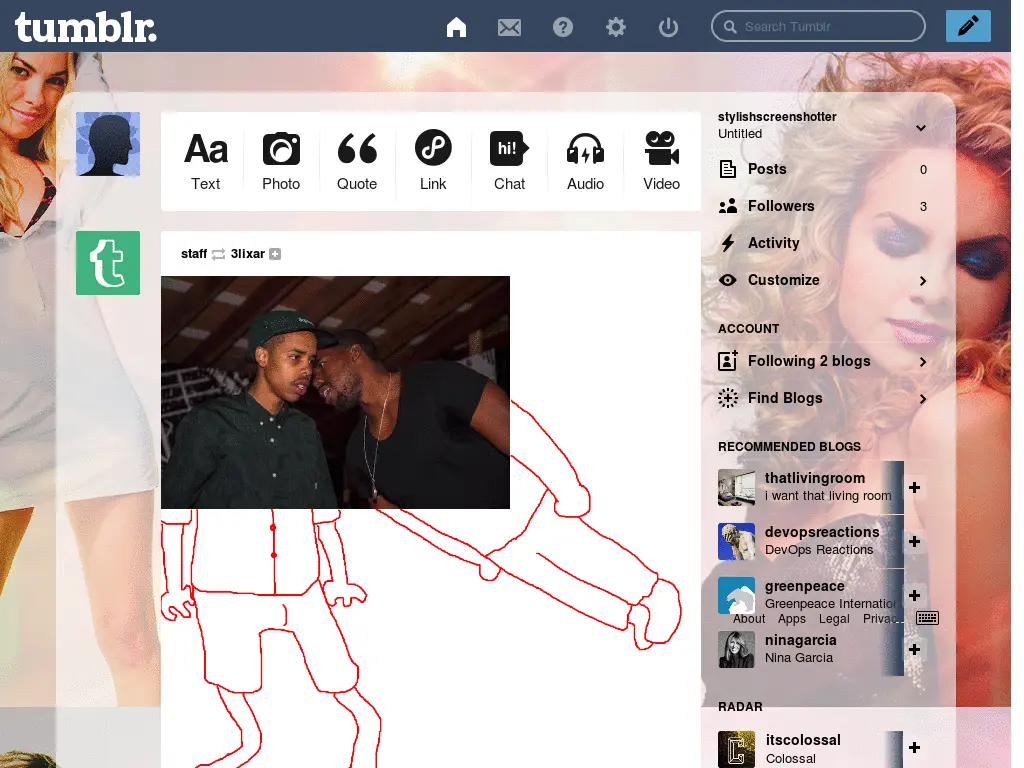 tumblr.
Search Tumblr
Aa
hi!
Text
Photo
Quote
Link
Chat
Audio
Video
t
staff 3lixar
stylishscreenshotter
Untitled
Posts 0
Followers 3
Activity
Customize
ACCOUNT
Following 2 blogs
Find Blogs
RECOMMENDED BLOGS
thatlivingroom
i want that living room
devopsreactions
DevOps Reactions
greenpeace
Greenpeace Internatio
About Apps Legal Privac
ninagarcia
Nina Garcia
RADAR
itscolossal
Colossal